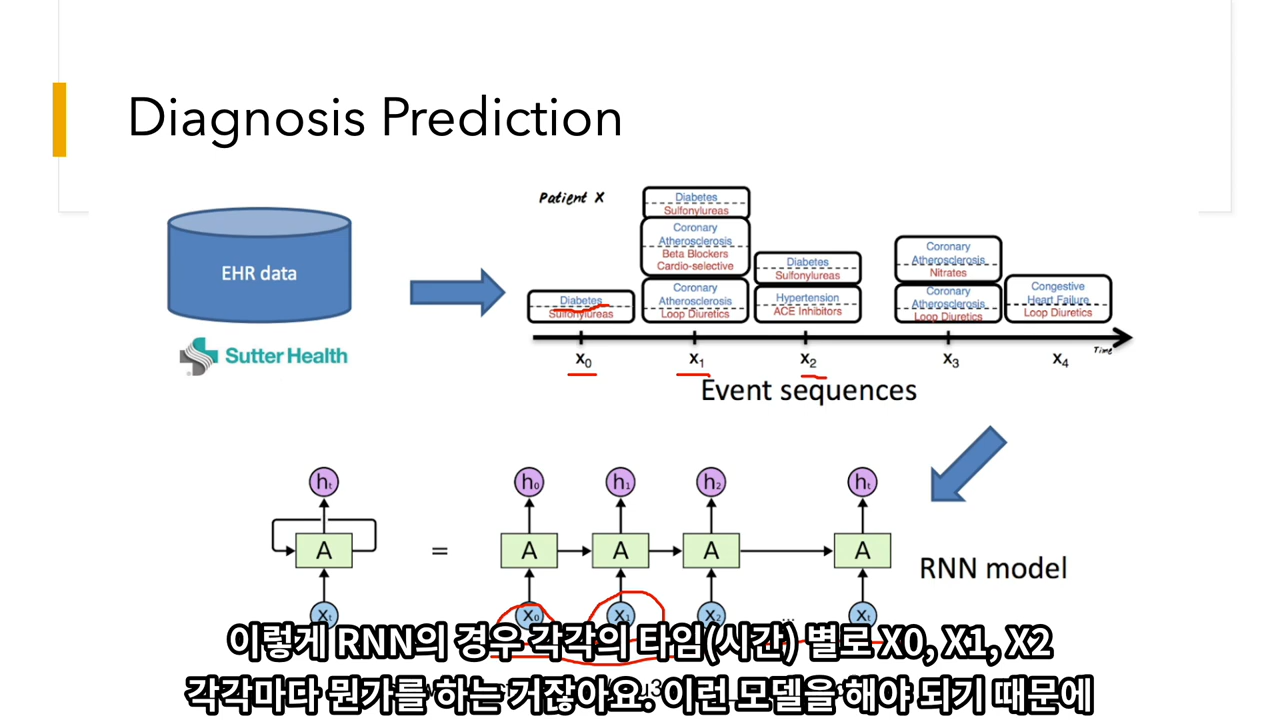 Diagnosis Prediction
EHR data
Sutter Health
Patient X
Diabetes
Sulfonylureas
Diabetes
Sulfonylureas
Coronary
Atherosclerosis
Beta Blockers
Cardio-selective
Coronary
Atherosclerosis
Loop Diuretics
Diabetes
Sulfonylureas
Hypertension
ACE Inhibitors
Coronary
Atherosclerosis
Nitrates
Coronary
Atherosclerosis
Loop Diuretics
Congestive
Heart Failure
Loop Diuretics
x₀ x₁ x₂ x₃ x₄ Time
Event sequences
hₜ h₀ h₁ h₂ hₜ
A = A A A A
RNN model
xₜ x₀ x₁ x₂ ... xₜ
이렇게 RNN의 경우 각각의 타임(시간) 별로 X0, X1, X2
각각마다 뭔가를 하는 거잖아요. 이런 모델을 해야 되기 때문에